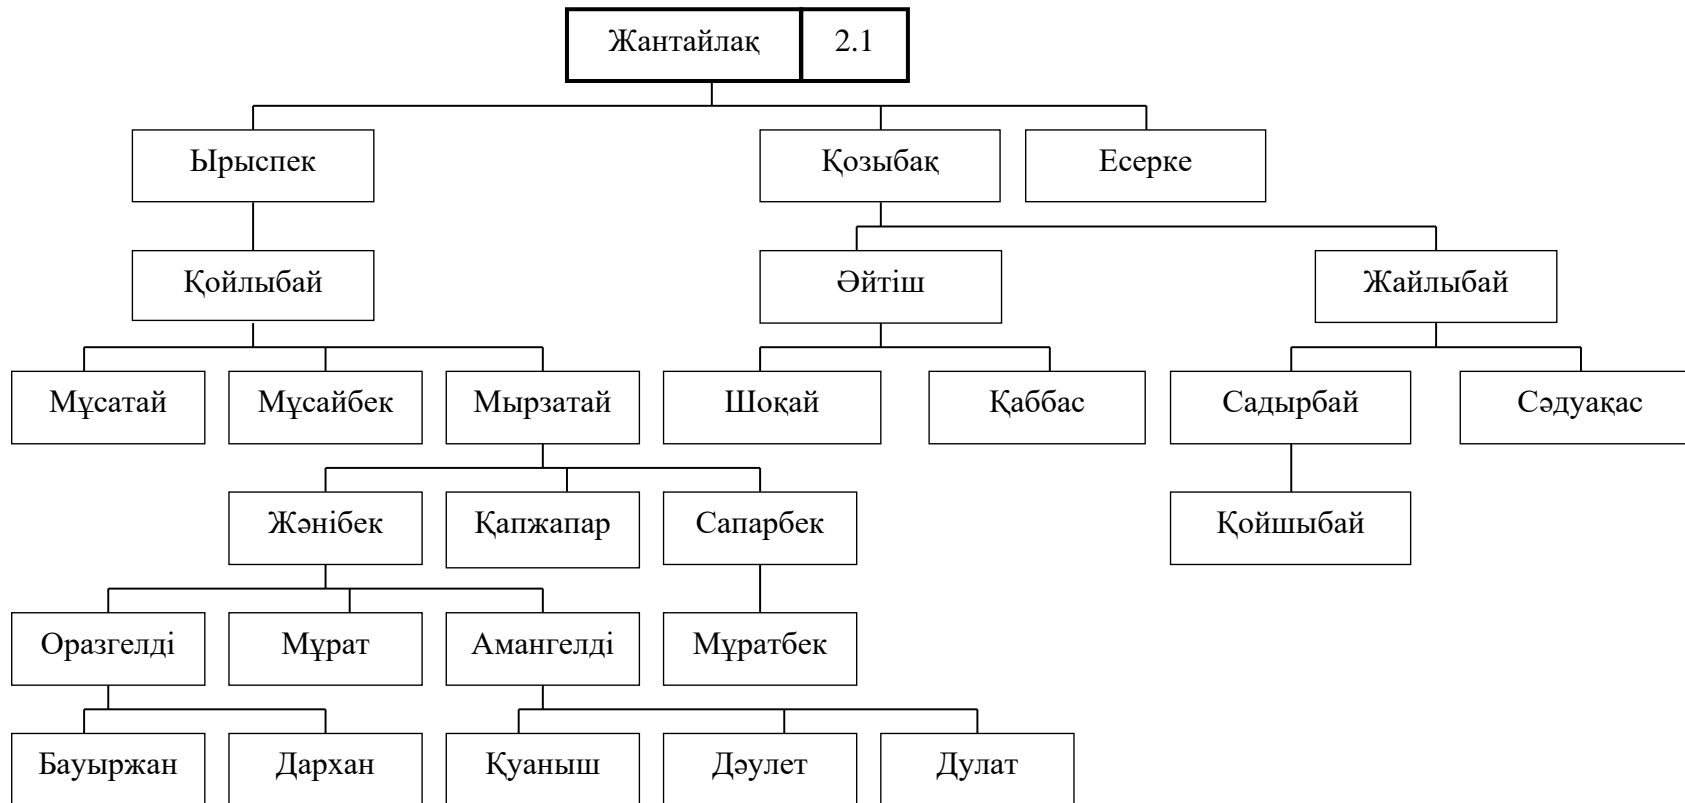 Жантайлақ 2.1
Ырыспек Қозыбақ Есерке
Қойлыбай Әйтіш Жайлыбай
Мұсатай Мұсайбек Мырзатай Шоқай Қаббас Садырбай Сәдуақас
Жәнібек Қапжапар Сапарбек Қойшыбай
Оразгелді Мұрат Амангелді Мұратбек
Бауыржан Дархан Қуаныш Дәулет Дулат